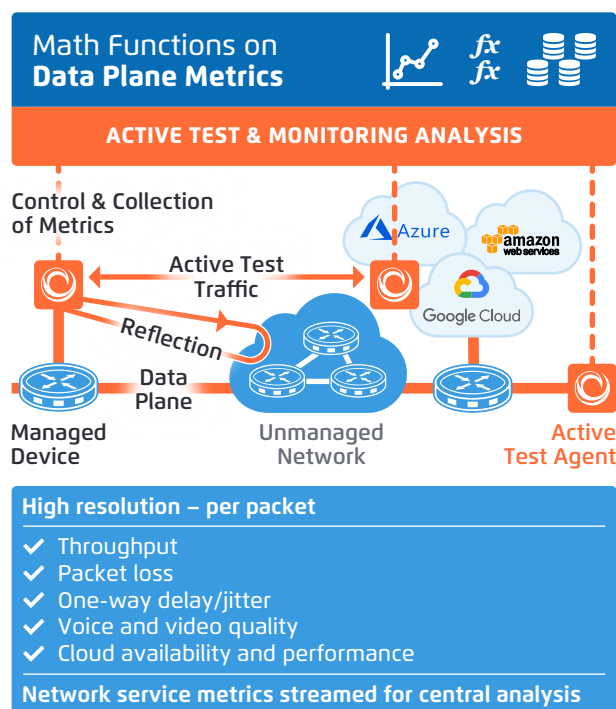 Math Functions on
Data Plane Metrics
fx
fx
ACTIVE TEST & MONITORING ANALYSIS
Control & Collection
of Metrics
Azure
amazon
web services
Google Cloud
Active Test
Traffic
Reflection
Data
Plane
Managed
Device
Unmanaged
Network
Active
Test Agent
High resolution – per packet
Throughput
Packet loss
One-way delay/jitter
Voice and video quality
Cloud availability and performance
Network service metrics streamed for central analysis